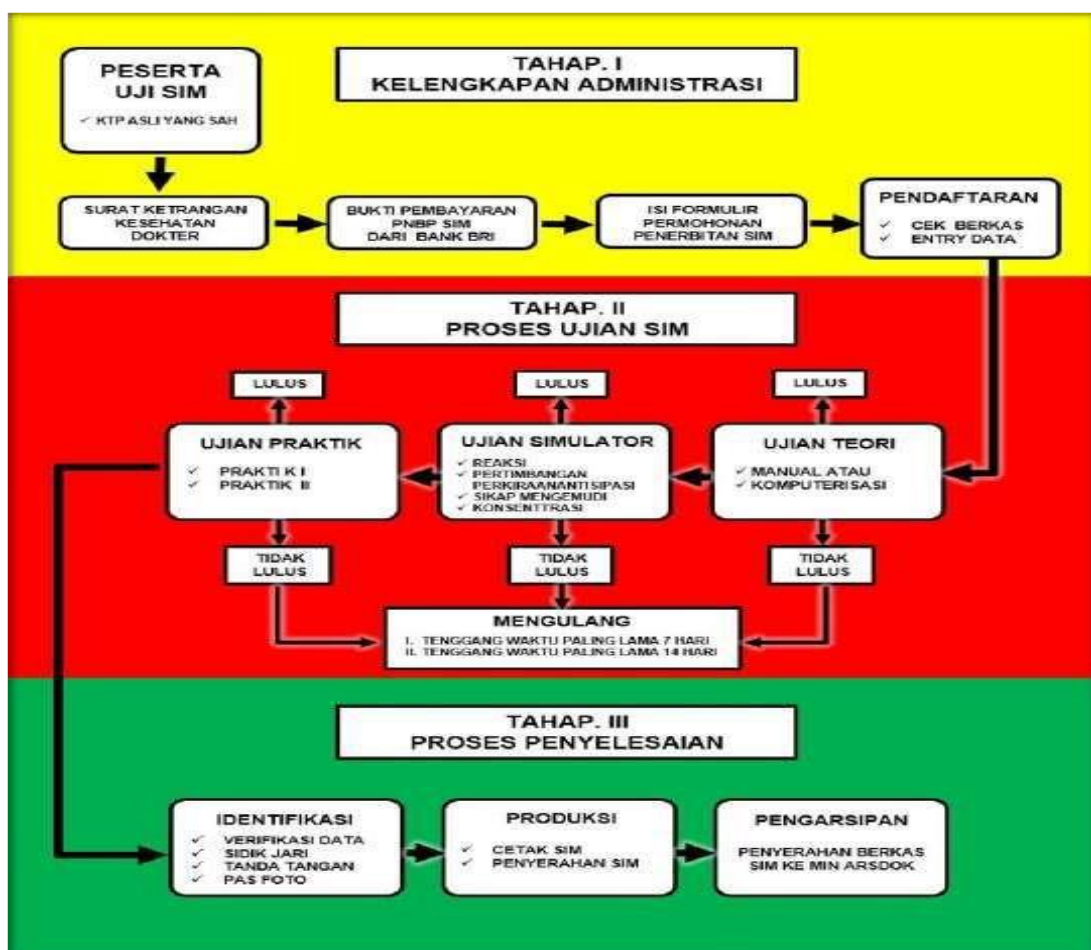 TAHAP. I
KELENGKAPAN ADMINISTRASI
PESERTA
UJI SIM
✓ KTP ASLI YANG SAH
SURAT KETRANGAN
KESEHATAN
DOKTER
BUKTI PEMBAYARAN
PNBP SIM
DARI BANK BRI
ISI FORMULIR
PERMOHONAN
PENERBITAN SIM
PENDAFTARAN
✓ CEK BERKAS
✓ ENTRY DATA
TAHAP. II
PROSES UJIAN SIM
LULUS
LULUS
LULUS
UJIAN PRAKTIK
✓ PRAKTI K I
✓ PRAKTIK II
UJIAN SIMULATOR
✓ REAKSI
✓ PERTIMBANGAN
PERKIRAANANTISIPASI
✓ SIKAP MENGEMUDI
✓ KONSENTTRASI
UJIAN TEORI
✓ MANUAL ATAU
✓ KOMPUTERISASI
TIDAK
LULUS
TIDAK
LULUS
TIDAK
LULUS
MENGULANG
I. TENGGANG WAKTU PALING LAMA 7 HARI
II. TENGGANG WAKTU PALING LAMA 14 HARI
TAHAP. III
PROSES PENYELESAIAN
IDENTIFIKASI
✓ VERIFIKASI DATA
✓ SIDIK JARI
✓ TANDA TANGAN
✓ PAS FOTO
PRODUKSI
✓ CETAK SIM
✓ PENYERAHAN SIM
PENGARSIPAN
PENYERAHAN BERKAS
SIM KE MIN ARSDOK